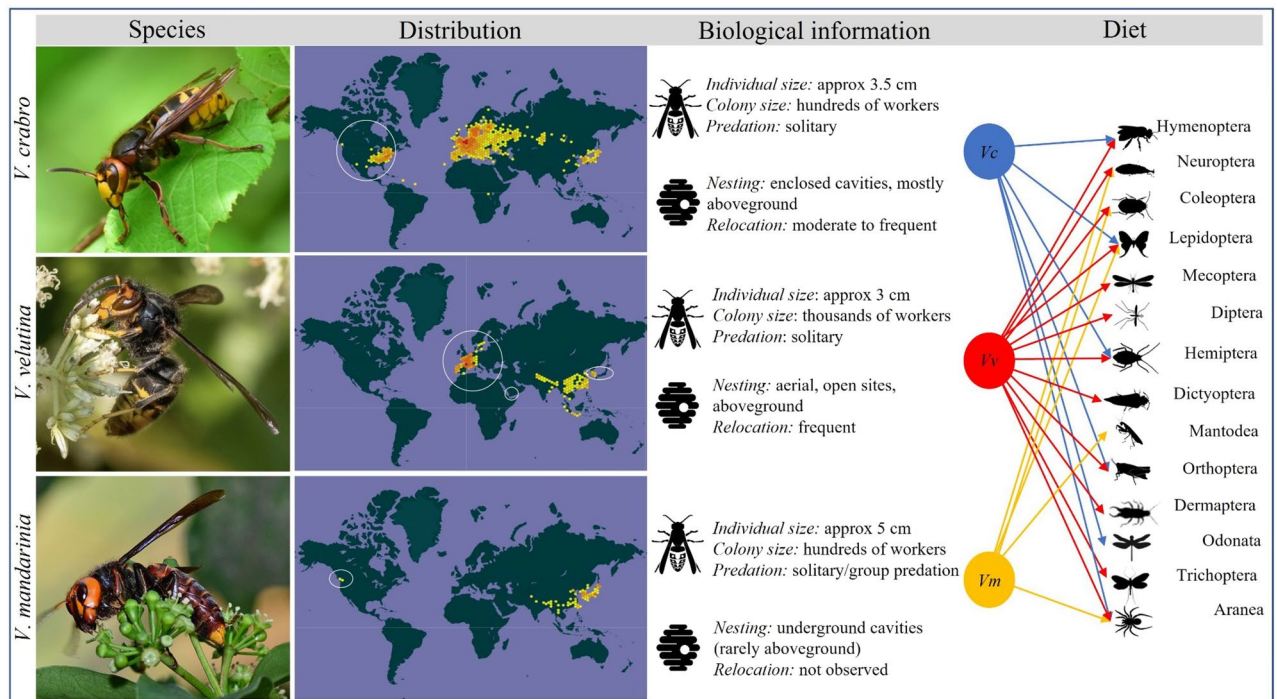 Species
Distribution
Biological information
Diet
V. crabro
Individual size: approx 3.5 cm
Colony size: hundreds of workers
Predation: solitary
Nesting: enclosed cavities, mostly
aboveground
Relocation: moderate to frequent
V. velutina
Individual size: approx 3 cm
Colony size: thousands of workers
Predation: solitary
Nesting: aerial, open sites,
aboveground
Relocation: frequent
V. mandarinia
Individual size: approx 5 cm
Colony size: hundreds of workers
Predation: solitary/group predation
Nesting: underground cavities
(rarely aboveground)
Relocation: not observed
Vc
Vv
Vm
Hymenoptera
Neuroptera
Coleoptera
Lepidoptera
Mecoptera
Diptera
Hemiptera
Dictyoptera
Mantodea
Orthoptera
Dermaptera
Odonata
Trichoptera
Aranea